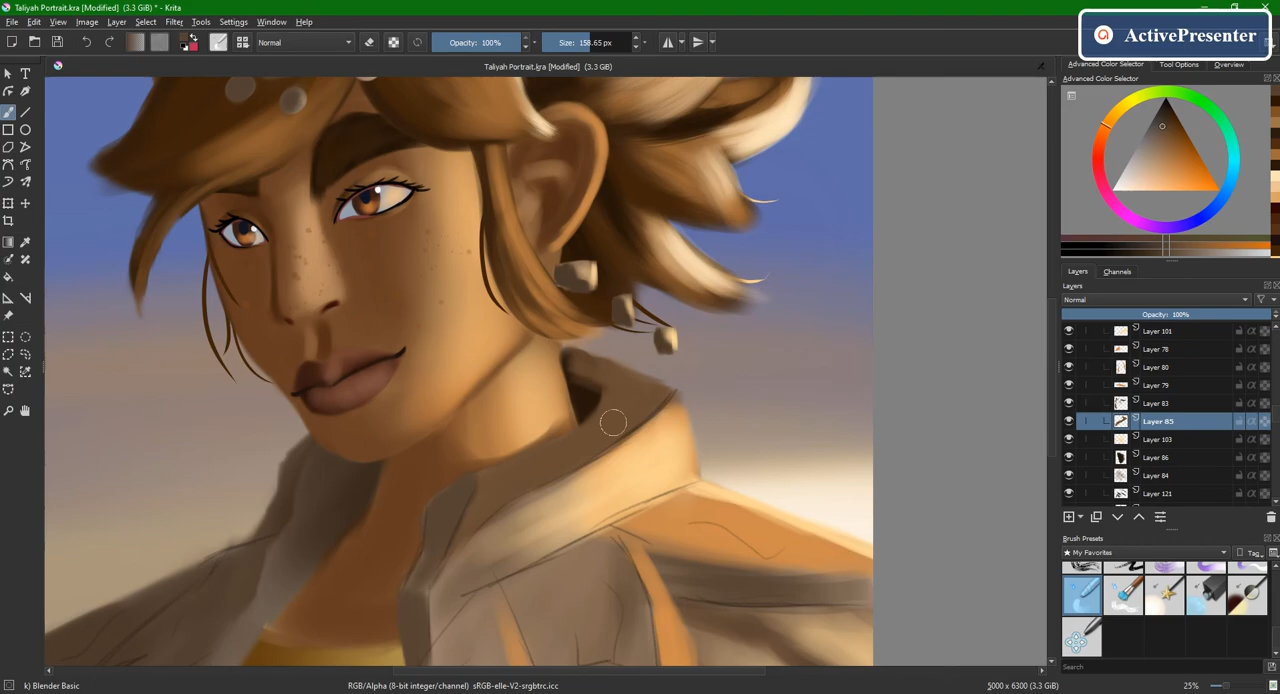 Taliyah Portrait.kra [Modified] (3.3 GiB) * - Krita
File Edit View Image Layer Select Filter Tools Settings Window Help
Normal
Opacity: 100%
Size: 158.65 px
ActivePresenter
Taliyah Portrait.kra [Modified] (3.3 GiB)
Advanced Color Selector Tool Options Overview
Advanced Color Selector
Layers Channels
Layers
Normal
Opacity: 100%
Layer 101
Layer 78
Layer 80
Layer 79
Layer 83
Layer 85
Layer 103
Layer 86
Layer 84
Layer 121
Brush Presets
My Favorites
Tag
Search
k) Blender Basic
RGB/Alpha (8-bit integer/channel) sRGB-elle-V2-srgbtrc.icc
5000 x 6300 (3.3 GiB)
25%